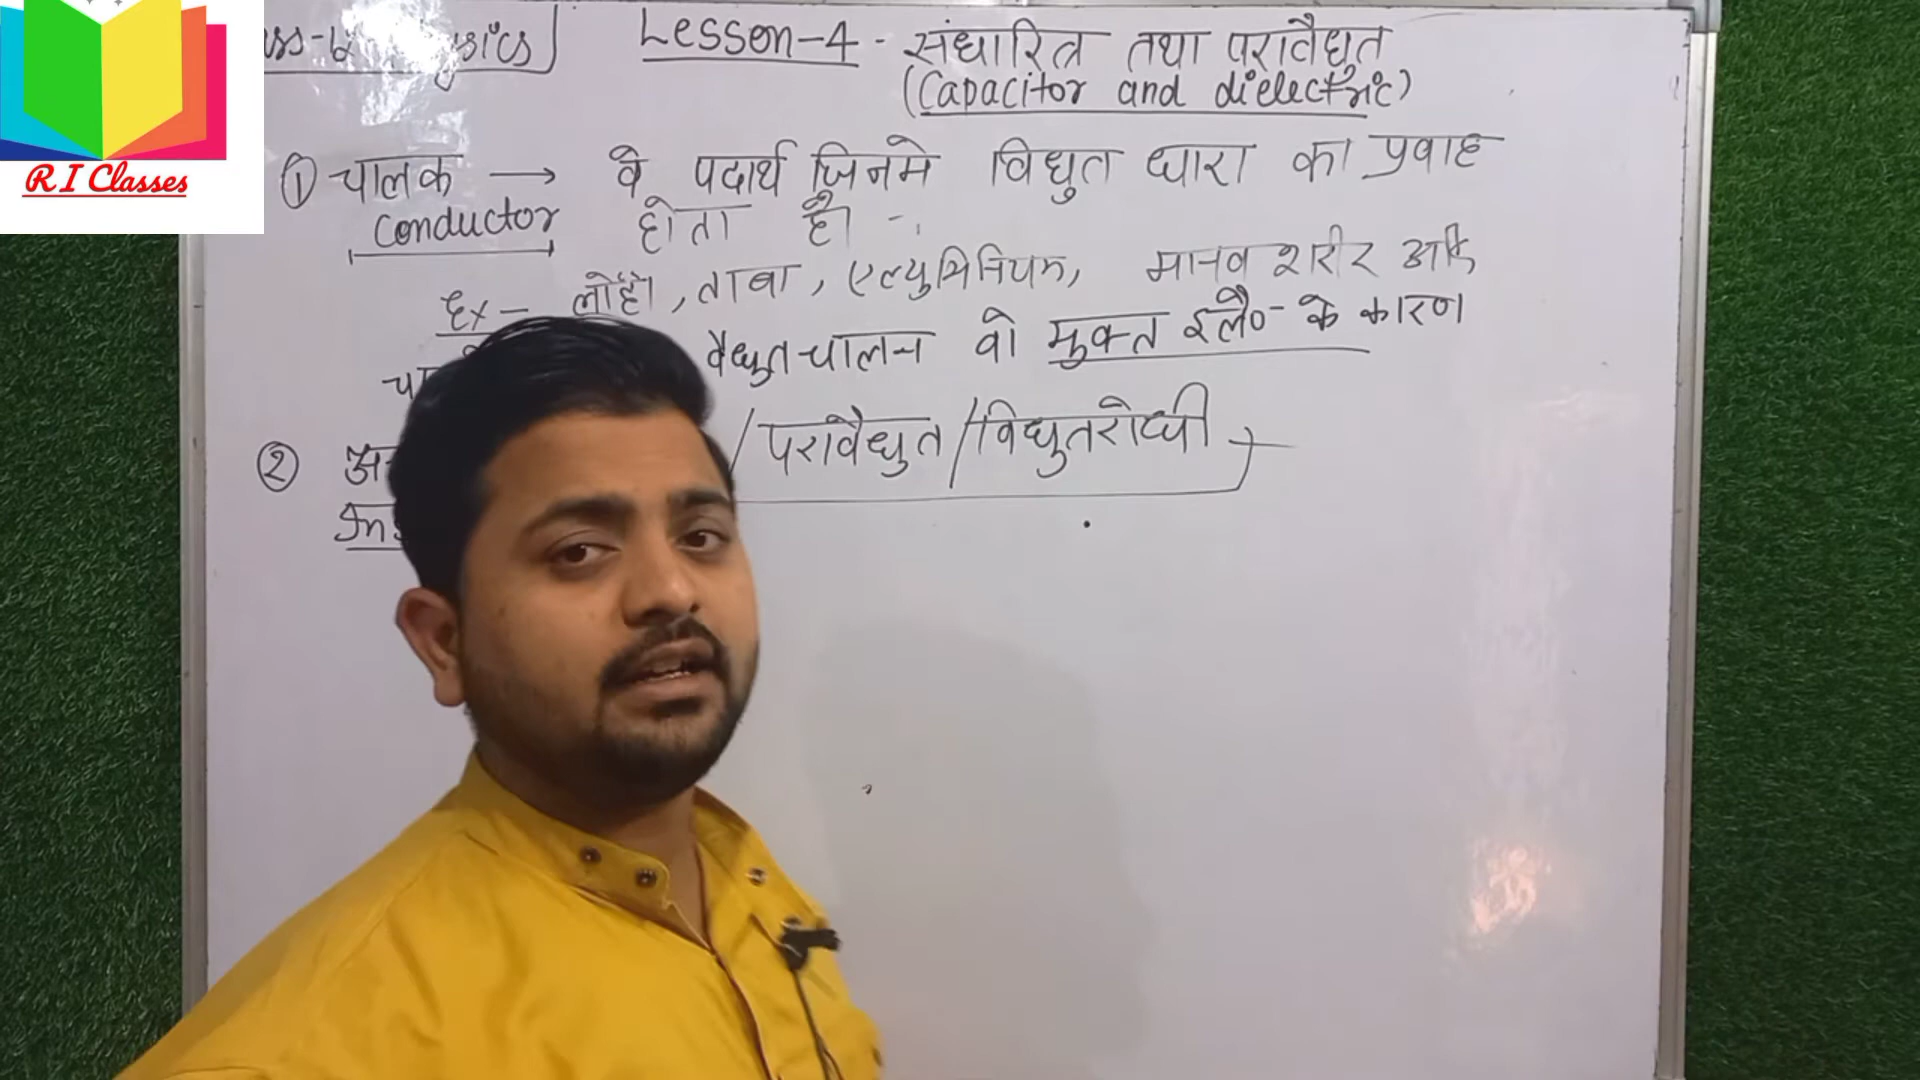 Lesson-4 - संधारित्र तथा परावैधुत
(Capacitor and dielectric)
R I Classes
① चालक → वे पदार्थ जिनमे विधुत धारा का प्रवाह
conductor होता है।
Ex - लोहा, तावा, एल्युमिनियम, मानव शरीर आदि
वैधुतचालन वो मुक्त इलै०- के कारण
② / परावैधुत / विधुतरोधी